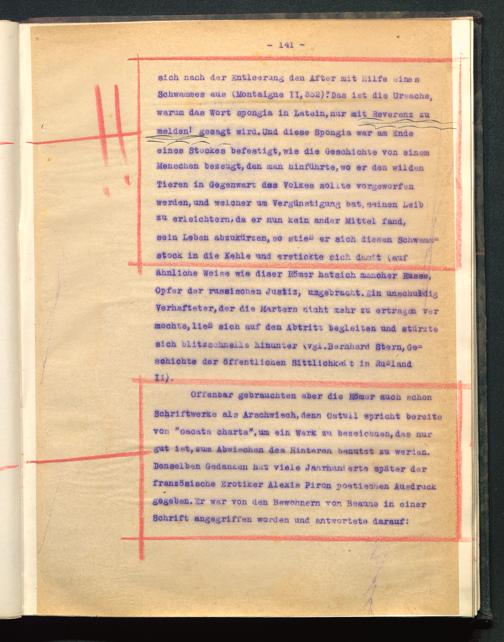 - 141 -
sich nach der Entleerung den After mit Hilfe eines
Schwammes aus (Montaigne II,352)! Das ist die Ursache,
warum das Wort spongia in Latein, nur mit Reverenz zu
melden! gesagt wird. Und diese Spongia war am Ende
eines Stockes befestigt, wie die Geschichte von einem
Menschen bezeugt, den man hinführte, wo er den wilden
Tieren in Gegenwart des Volkes sollte vorgeworfen
werden, und welcher um Vergünstigung bat, seinen Leib
zu erleichtern, da er nun kein ander Mittel fand,
sein Leben abzukürzen, so stieß er sich diesen Schwamm=
stock in die Kehle und erstickte sich damit (auf
ähnliche Weise wie dieser Römer hatsich mancher Russe,
Opfer der russischen Justiz, umgebracht. Ein unschuldig
Verhafteter, der die Martern nicht mehr zu ertragen ver
mochte, ließ sich auf den Abtritt begleiten und stürzte
sich blitzschnelle hinunter (vgl. Bernhard Stern, Ge=
schichte der öffentlichen Sittlichkeit in Rußland
II).
Offenbar gebrauchten aber die Römer auch schon
Schriftwerke als Arschwisch, denn Catull spricht bereits
von "cacata charta", um ein Werk zu bezeichnen, das nur
gut ist, zum Abwischen des Hinteren benutzt zu werden.
Denselben Gedanken hat viele Jahrhunderte später der
französische Erotiker Alexis Piron poetischen Ausdruck
gegeben. Er war von den Bewohnern von Beaune in einer
Schrift angegriffen worden und antwortete darauf: